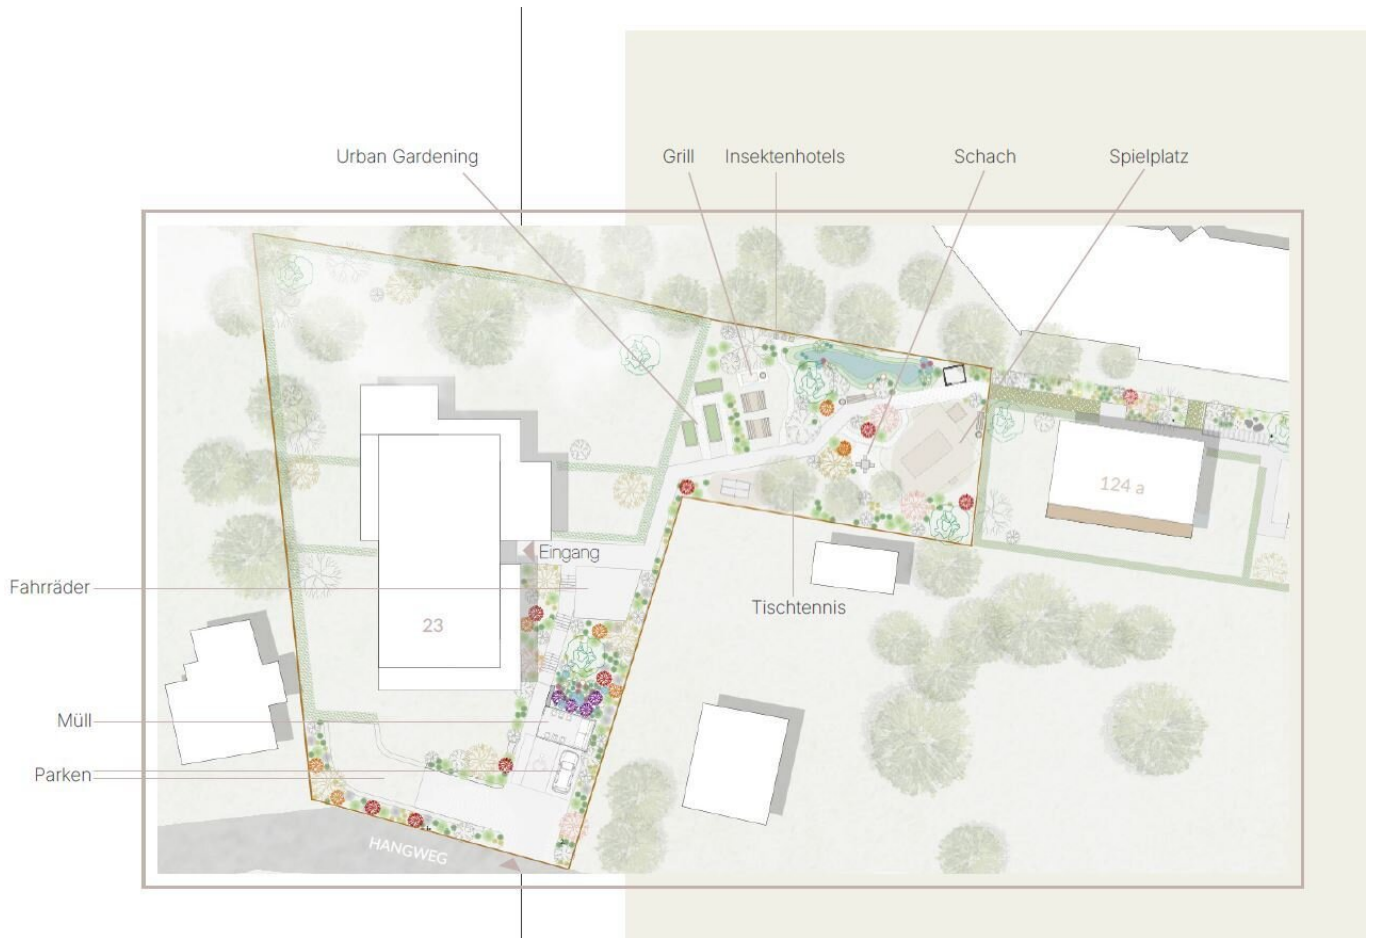 Urban Gardening
Grill
Insektenhotels
Schach
Spielplatz
124 a
Eingang
Fahrräder
Tischtennis
23
Müll
Parken
HANGWEG